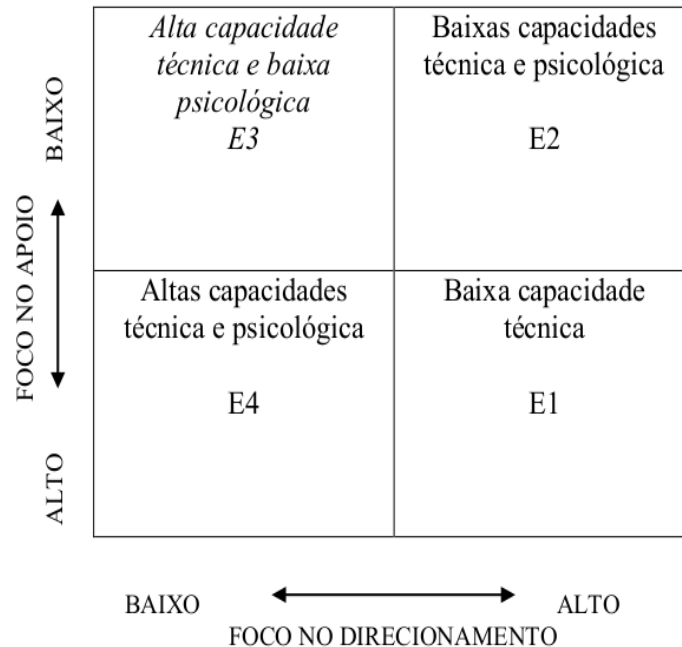 Alta capacidade
técnica e baixa
psicológica
E3
Baixas capacidades
técnica e psicológica
E2
BAIXO
FOCO NO APOIO
ALTO
Altas capacidades
técnica e psicológica
E4
Baixa capacidade
técnica
E1
BAIXO
ALTO
FOCO NO DIRECIONAMENTO